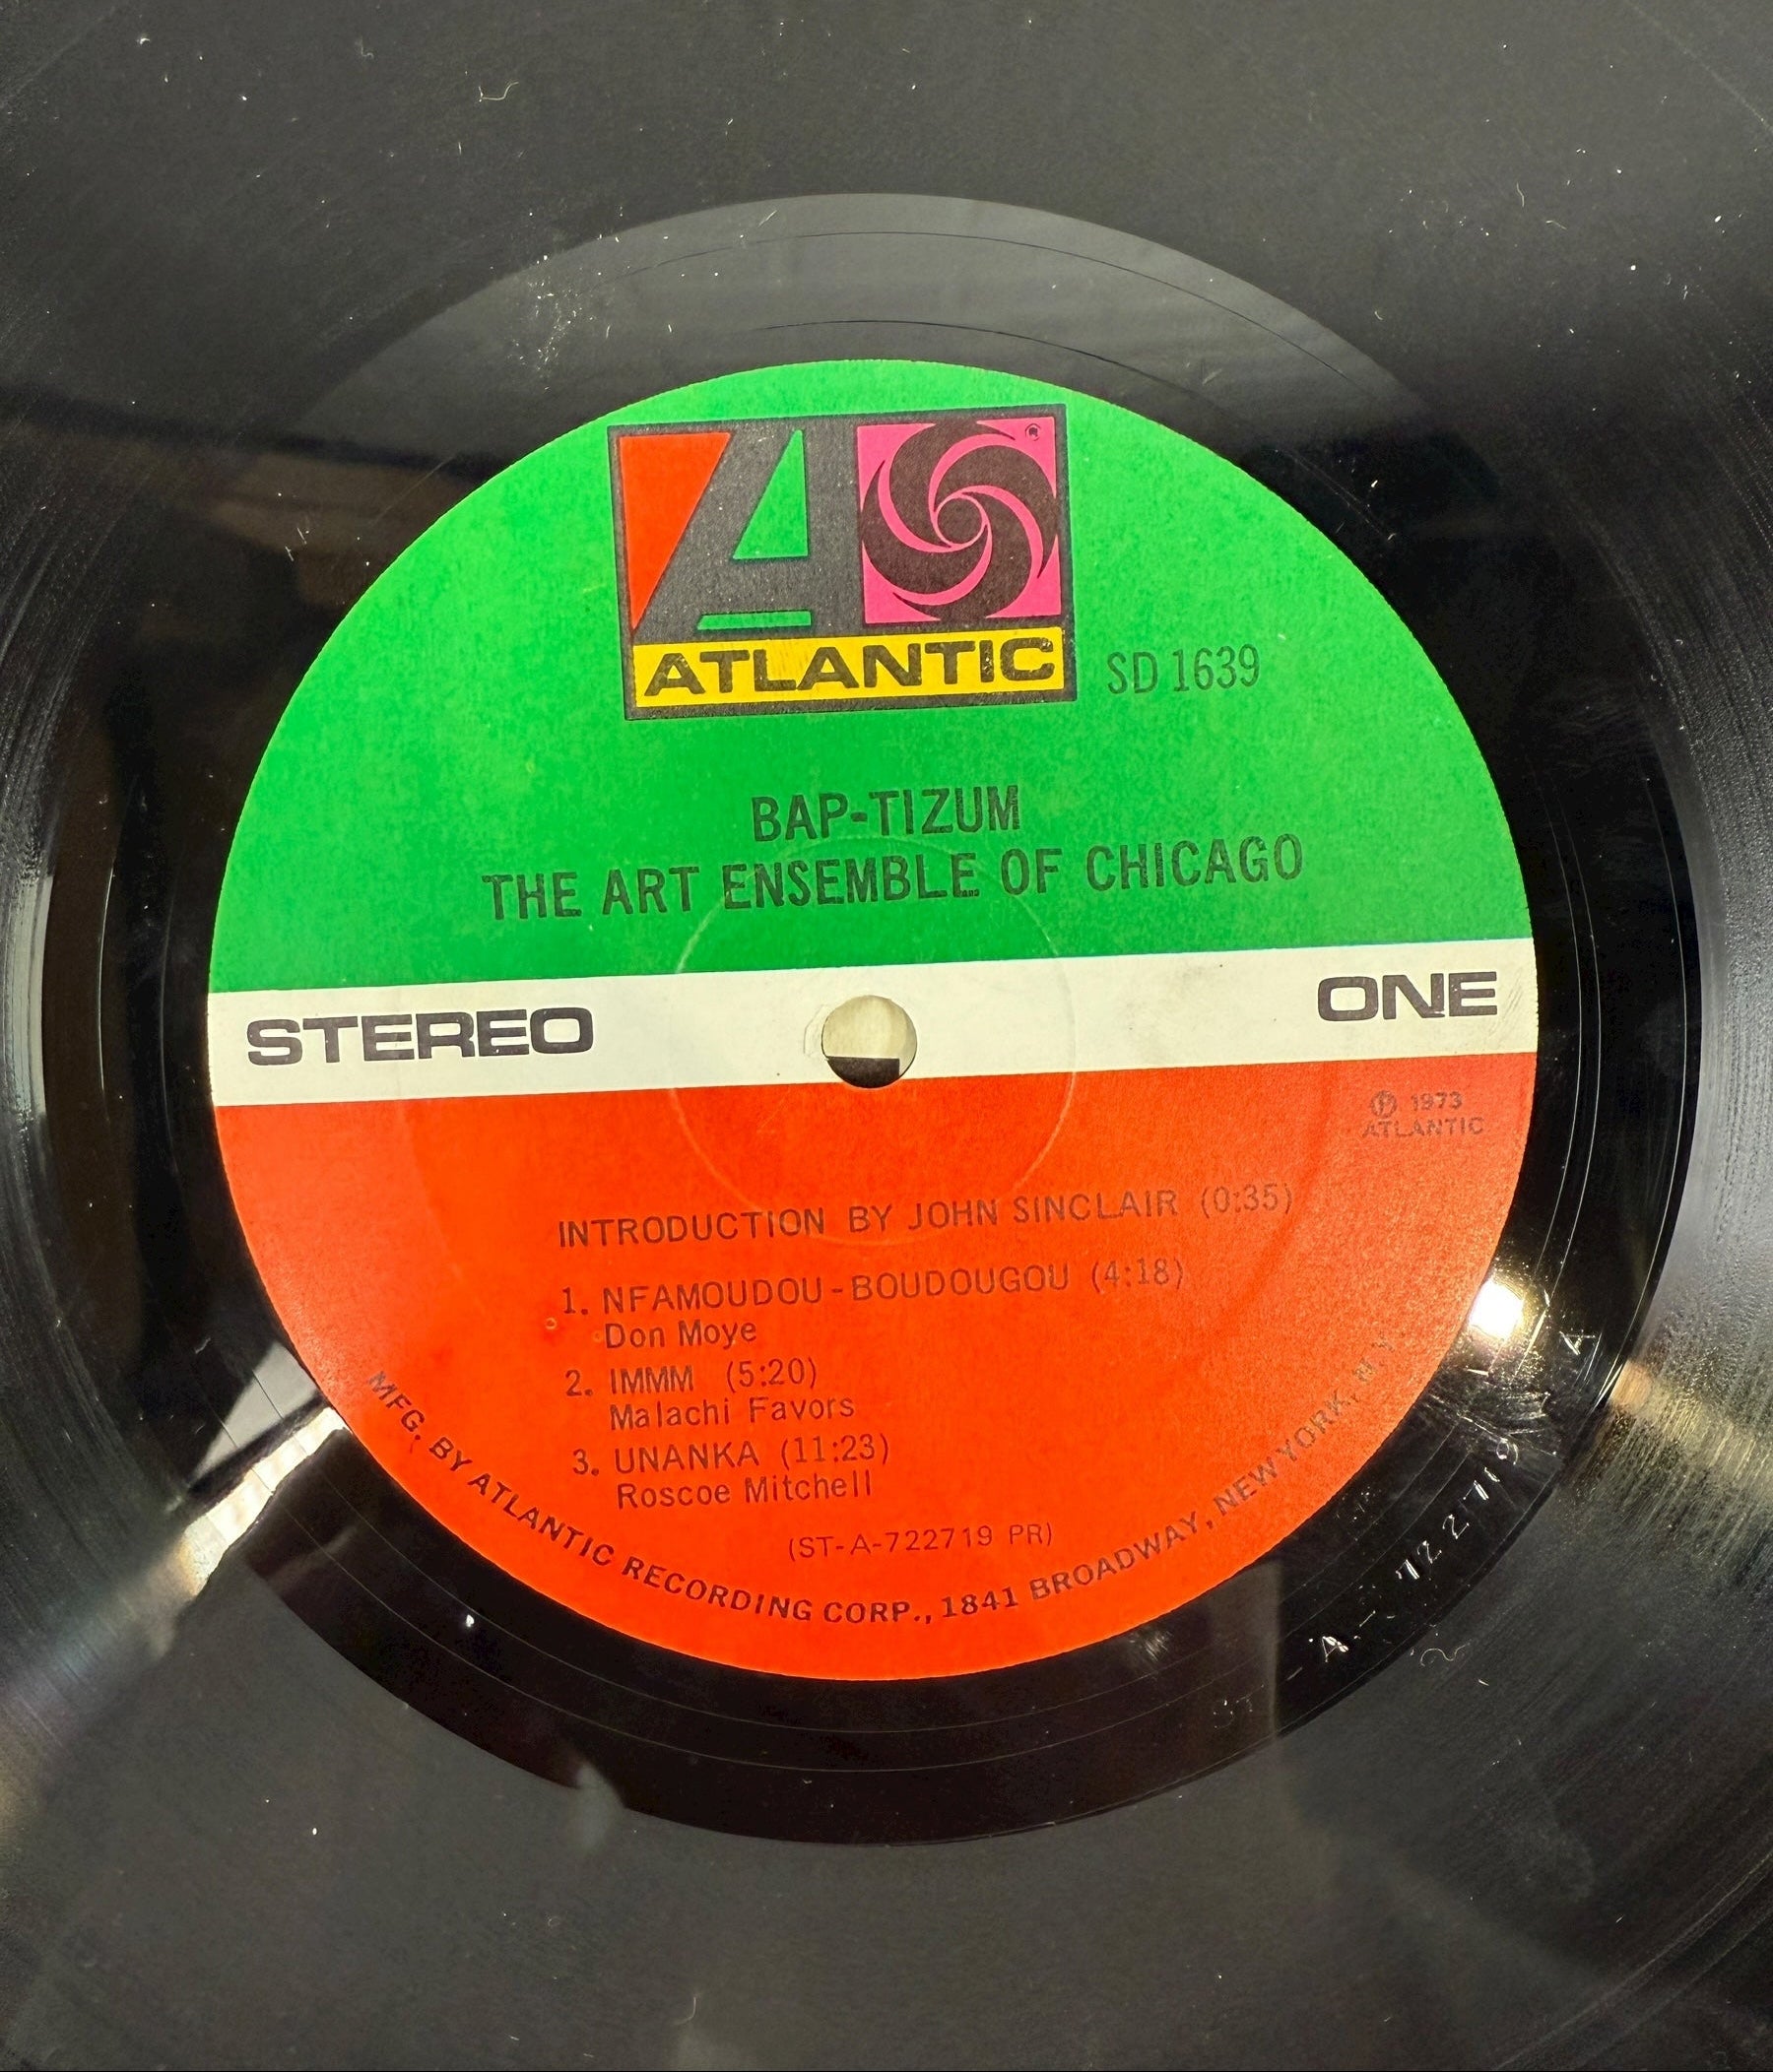 ATLANTIC
SD 1639
BAP-TIZUM
THE ART ENSEMBLE OF CHICAGO
STEREO
ONE
℗ 1973
ATLANTIC
INTRODUCTION BY JOHN SINCLAIR (0:35)
1. NFAMOUDOU-BOUDOUGOU (4:18)
Don Moye
2. IMMM (5:20)
Malachi Favors
3. UNANKA (11:23)
Roscoe Mitchell
(ST-A-722719 PR)
MFG. BY ATLANTIC RECORDING CORP., 1841 BROADWAY, NEW YORK, N.Y.